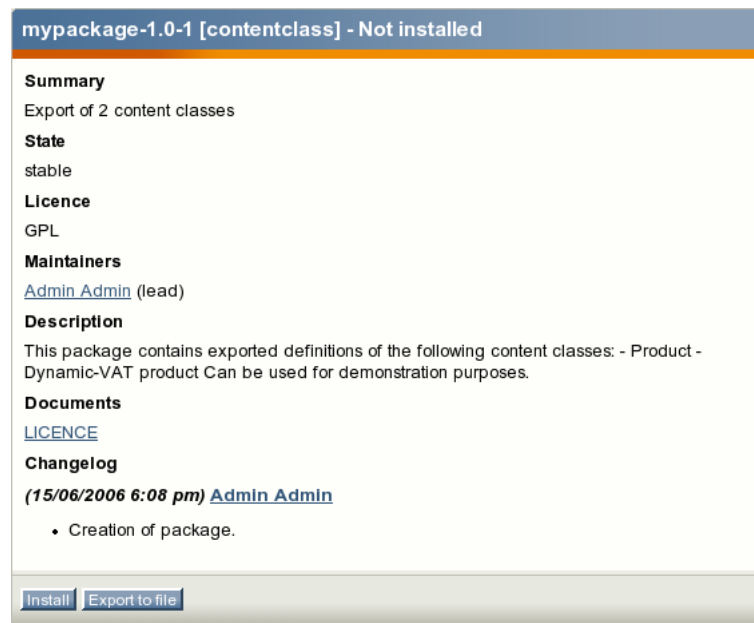 mypackage-1.0-1 [contentclass] - Not installed
Summary
Export of 2 content classes
State
stable
Licence
GPL
Maintainers
Admin Admin (lead)
Description
This package contains exported definitions of the following content classes: - Product -
Dynamic-VAT product Can be used for demonstration purposes.
Documents
LICENCE
Changelog
(15/06/2006 6:08 pm) Admin Admin
• Creation of package.
Install Export to file